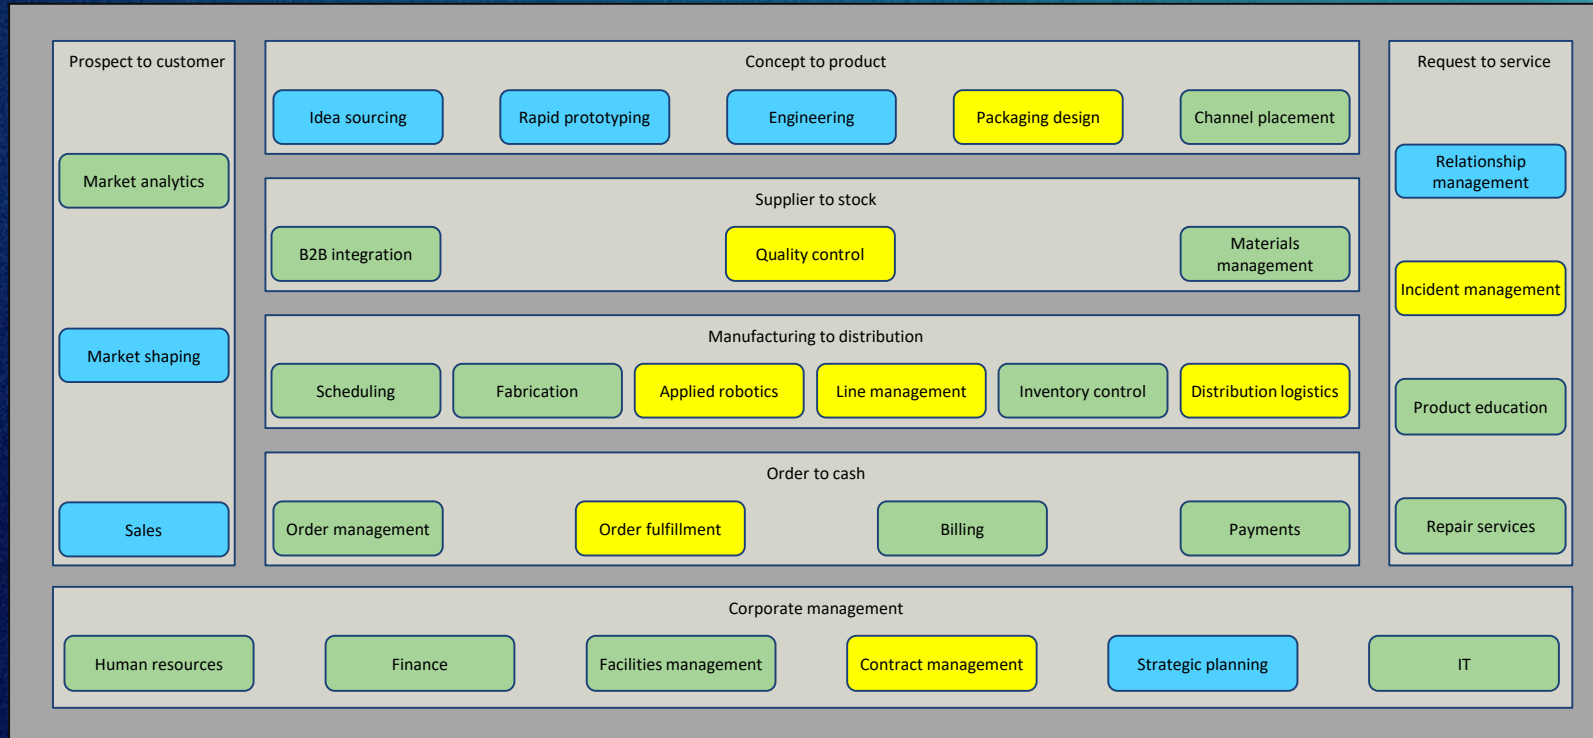 Prospect to customer
Market analytics
Market shaping
Sales
Concept to product
Idea sourcing
Rapid prototyping
Engineering
Packaging design
Channel placement
Supplier to stock
B2B integration
Quality control
Materials
management
Manufacturing to distribution
Scheduling
Fabrication
Applied robotics
Line management
Inventory control
Distribution logistics
Order to cash
Order management
Order fulfillment
Billing
Payments
Request to service
Relationship
management
Incident management
Product education
Repair services
Corporate management
Human resources
Finance
Facilities management
Contract management
Strategic planning
IT